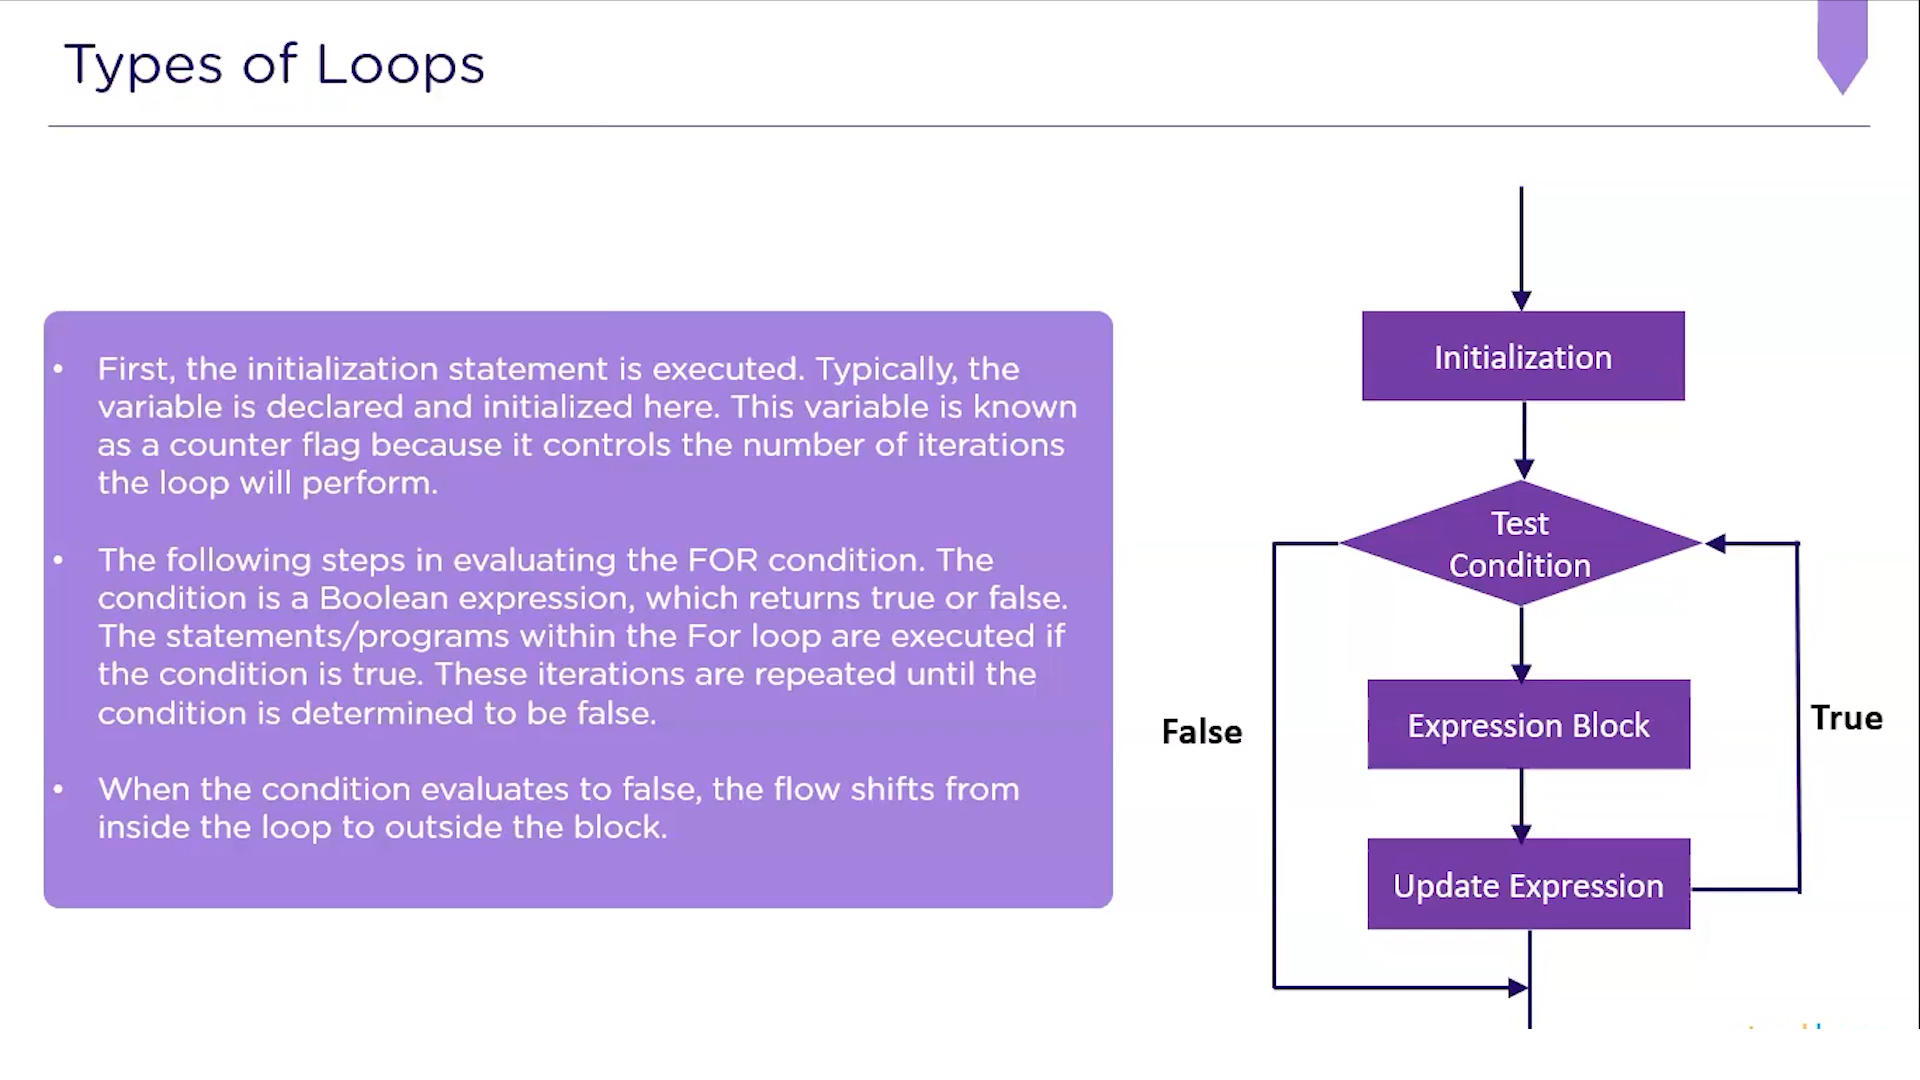 Types of Loops
• First, the initialization statement is executed. Typically, the
variable is declared and initialized here. This variable is known
as a counter flag because it controls the number of iterations
the loop will perform.
• The following steps in evaluating the FOR condition. The
condition is a Boolean expression, which returns true or false.
The statements/programs within the For loop are executed if
the condition is true. These iterations are repeated until the
condition is determined to be false.
• When the condition evaluates to false, the flow shifts from
inside the loop to outside the block.
Initialization
Test
Condition
Expression Block
Update Expression
False
True